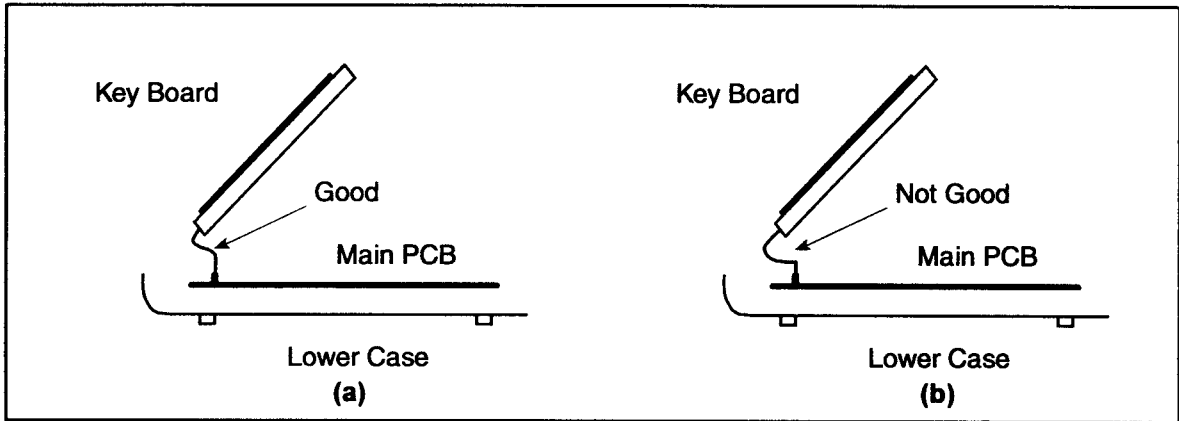 Key Board
Good
Main PCB
Lower Case
(a)
Key Board
Not Good
Main PCB
Lower Case
(b)